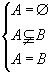 A = ∅
A ⊊ B
A = B